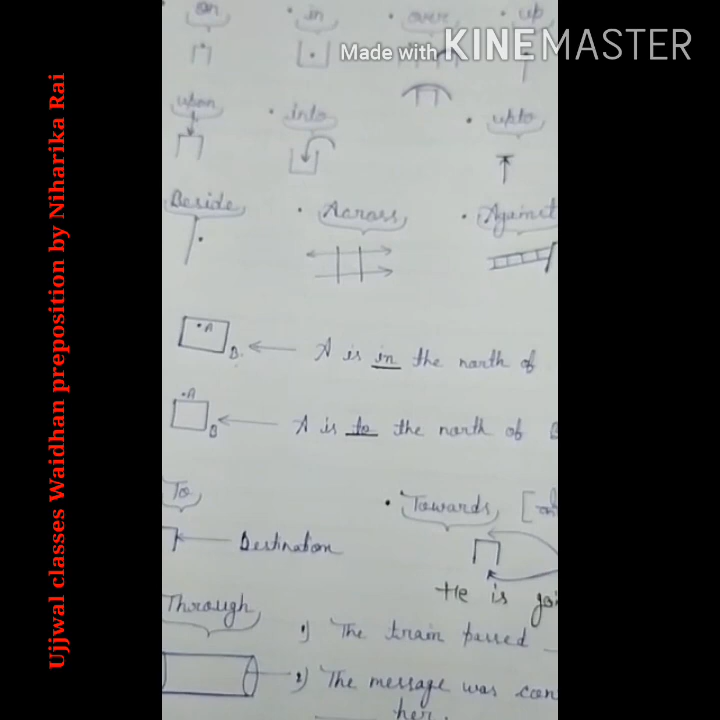 on in over up
Made with KINEMASTER
upon into upto
Beside Across Against
A
B
A is in the north of
A
B
A is to the north of B
To Towards
Destination
He is goi
Through 1) The train passed
2) The message was con
her.
Ujjwal classes Waidhan preposition by Niharika Rai